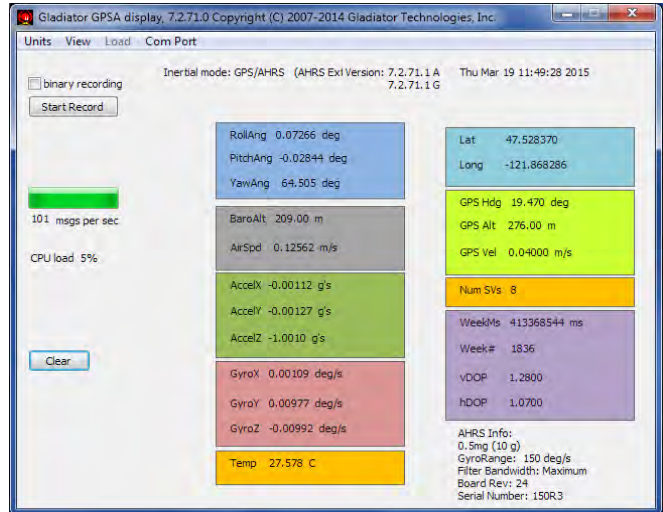 Gladiator GPSA display, 7.2.71.0 Copyright (C) 2007-2014 Gladiator Technologies, Inc.
Units View Load Com Port
Inertial mode: GPS/AHRS (AHRS Exl Version: 7.2.71.1 A Thu Mar 19 11:49:28 2015
7.2.71.1 G
binary recording
Start Record
101 msgs per sec
CPU load 5%
Clear
RollAng 0.07266 deg
PitchAng -0.02844 deg
YawAng 64.505 deg
BaroAlt 209.00 m
AirSpd 0.12562 m/s
AccelX -0.00112 g's
AccelY -0.00127 g's
AccelZ -1.0010 g's
GyroX 0.00109 deg/s
GyroY 0.00977 deg/s
GyroZ -0.00992 deg/s
Temp 27.578 C
Lat 47.528370
Long -121.868286
GPS Hdg 19.470 deg
GPS Alt 276.00 m
GPS Vel 0.04000 m/s
Num SVs 8
WeekMs 413368544 ms
Week# 1836
vDOP 1.2800
hDOP 1.0700
AHRS Info:
0.5mg (10 g)
GyroRange: 150 deg/s
Filter Bandwidth: Maximum
Board Rev: 24
Serial Number: 150R3